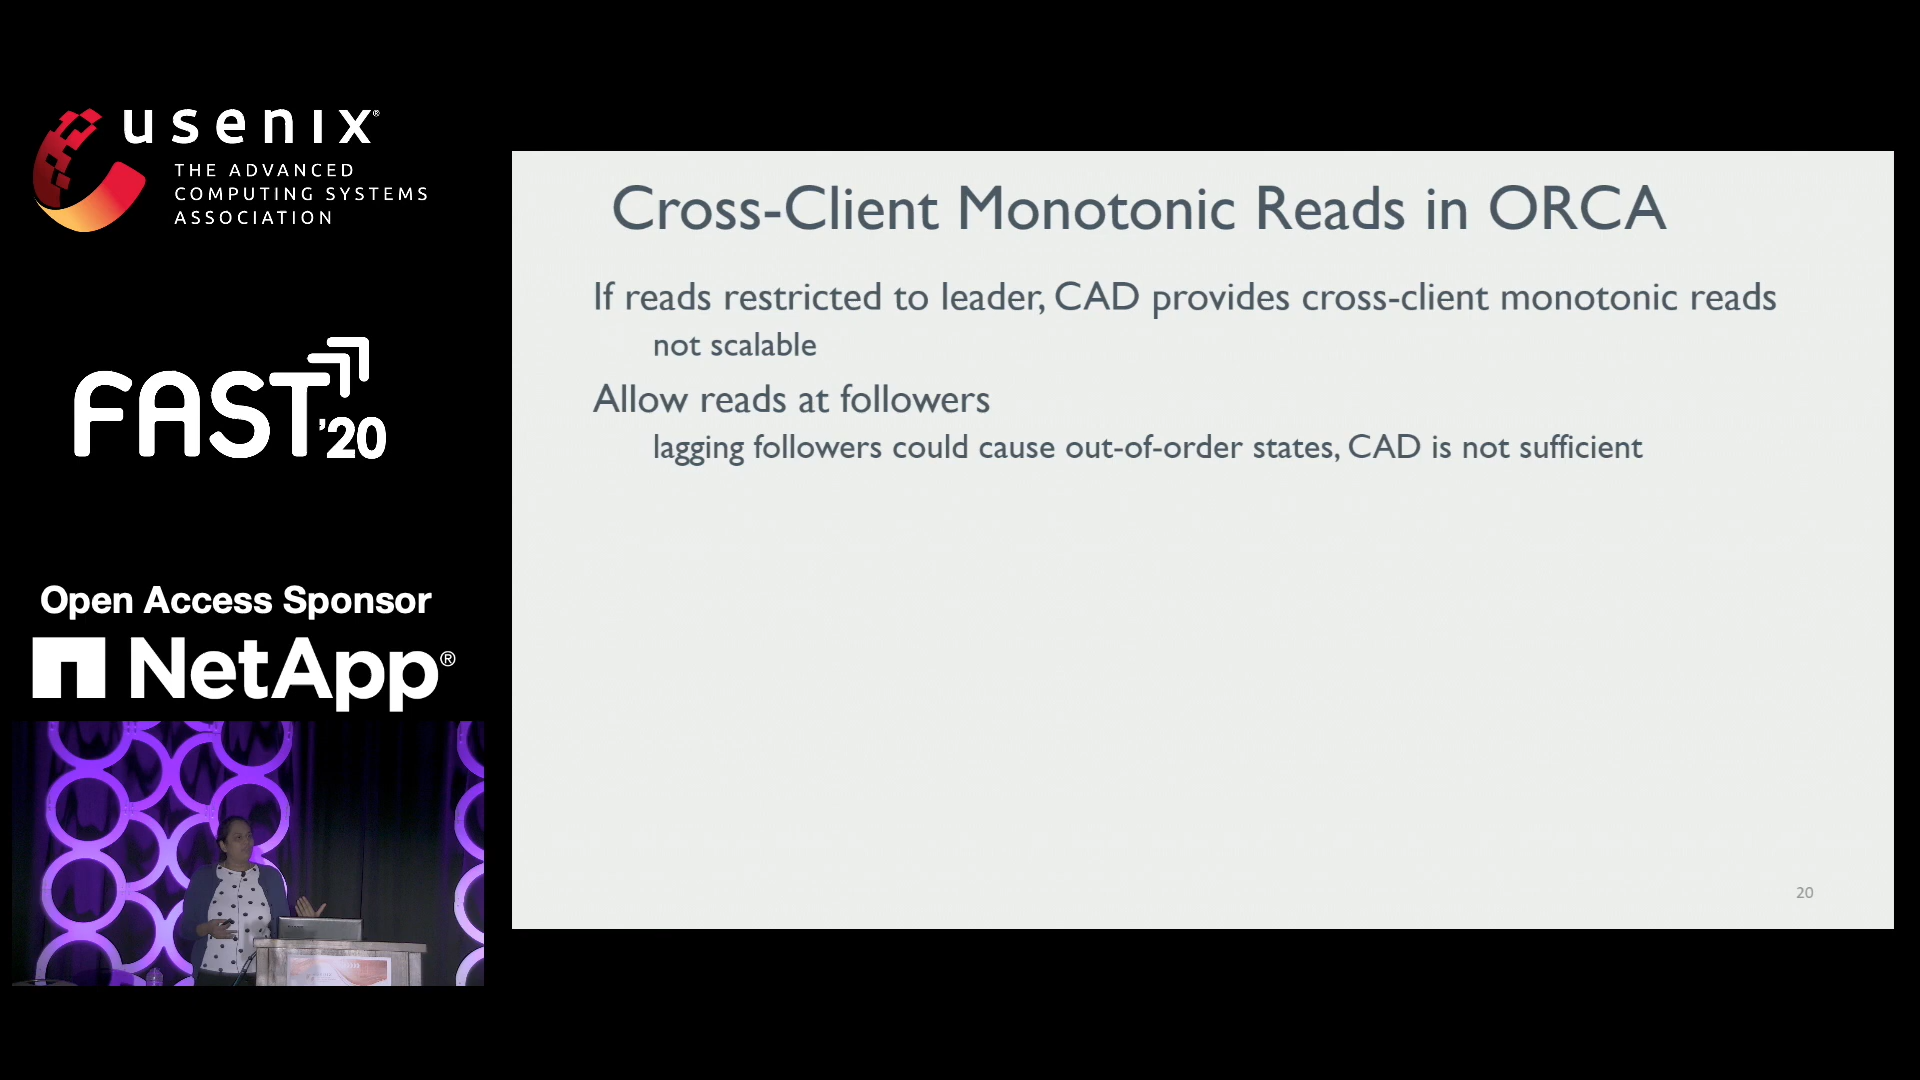 usenix®
THE ADVANCED
COMPUTING SYSTEMS
ASSOCIATION
FAST '20
Open Access Sponsor
NetApp®
Cross-Client Monotonic Reads in ORCA
If reads restricted to leader, CAD provides cross-client monotonic reads
not scalable
Allow reads at followers
lagging followers could cause out-of-order states, CAD is not sufficient
20